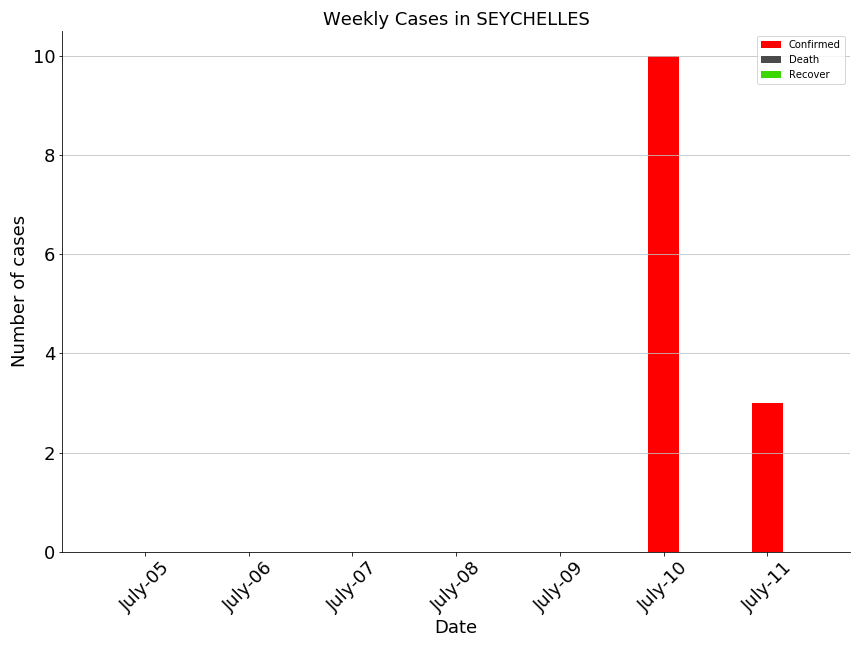 Weekly Cases in SEYCHELLES
Confirmed
Death
Recover
Number of cases
10
8
6
4
2
0
July-05
July-06
July-07
July-08
July-09
July-10
July-11
Date